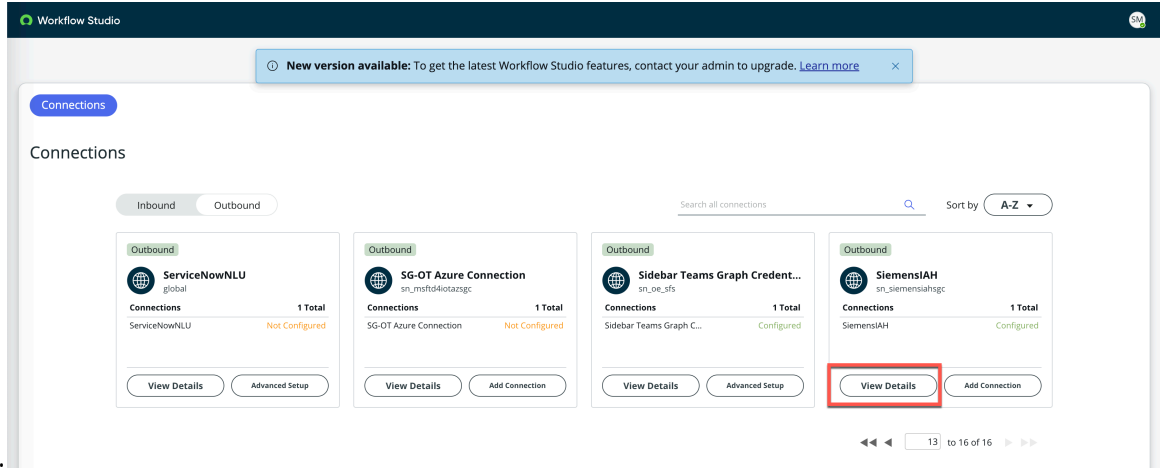 Workflow Studio
SM
New version available: To get the latest Workflow Studio features, contact your admin to upgrade. Learn more
Connections
Connections
Inbound Outbound
Search all connections
Sort by A-Z
Outbound
ServiceNowNLU
global
Connections 1 Total
ServiceNowNLU Not Configured
View Details Advanced Setup
Outbound
SG-OT Azure Connection
sn_msftd4iotazsgc
Connections 1 Total
SG-OT Azure Connection Not Configured
View Details Add Connection
Outbound
Sidebar Teams Graph Credent...
sn_oe_sfs
Connections 1 Total
Sidebar Teams Graph C... Configured
View Details Advanced Setup
Outbound
SiemensIAH
sn_siemensiahsgc
Connections 1 Total
SiemensIAH Configured
View Details Add Connection
13 to 16 of 16